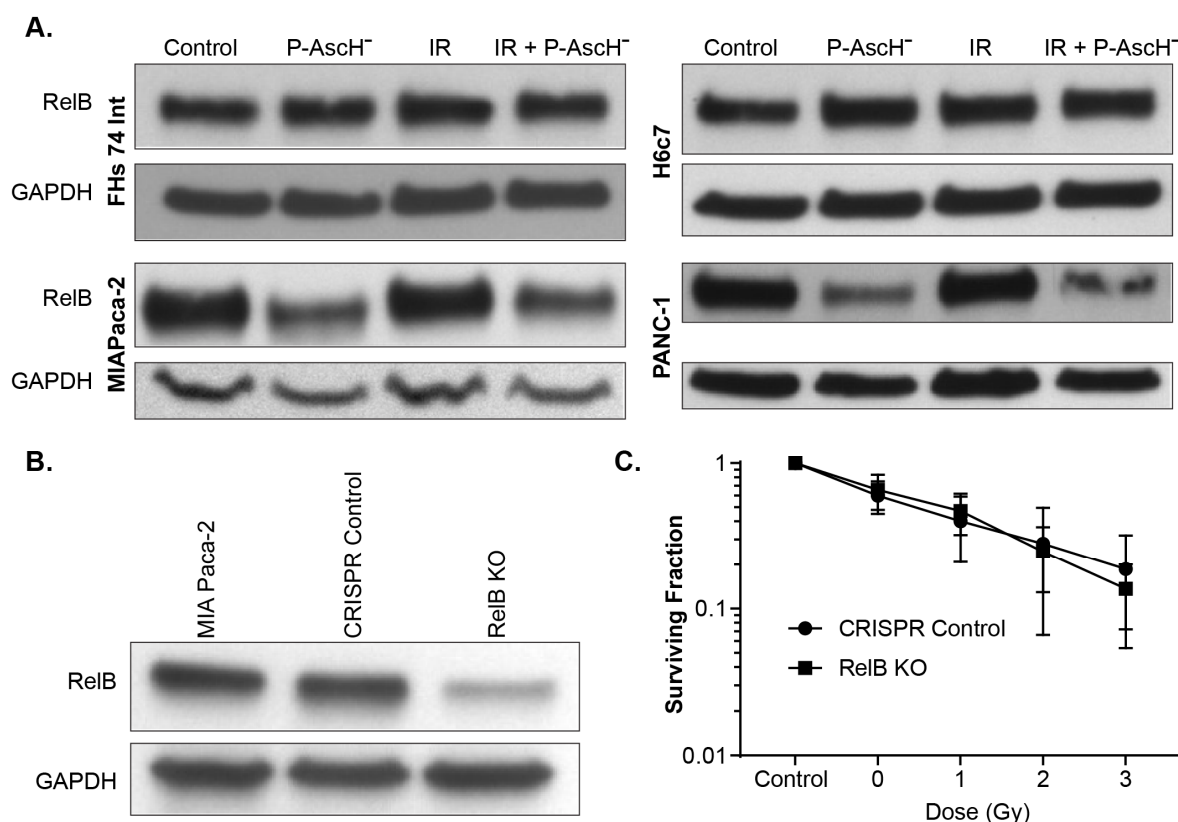 A.
Control P-AscH⁻ IR IR + P-AscH⁻
Control P-AscH⁻ IR IR + P-AscH⁻
RelB
GAPDH
FHs 74 Int
H6c7
RelB
GAPDH
MIAPaca-2
PANC-1
B.
MIA Paca-2
CRISPR Control
RelB KO
RelB
GAPDH
C.
Surviving Fraction
1
0.1
0.01
CRISPR Control
RelB KO
Control 0 1 2 3
Dose (Gy)